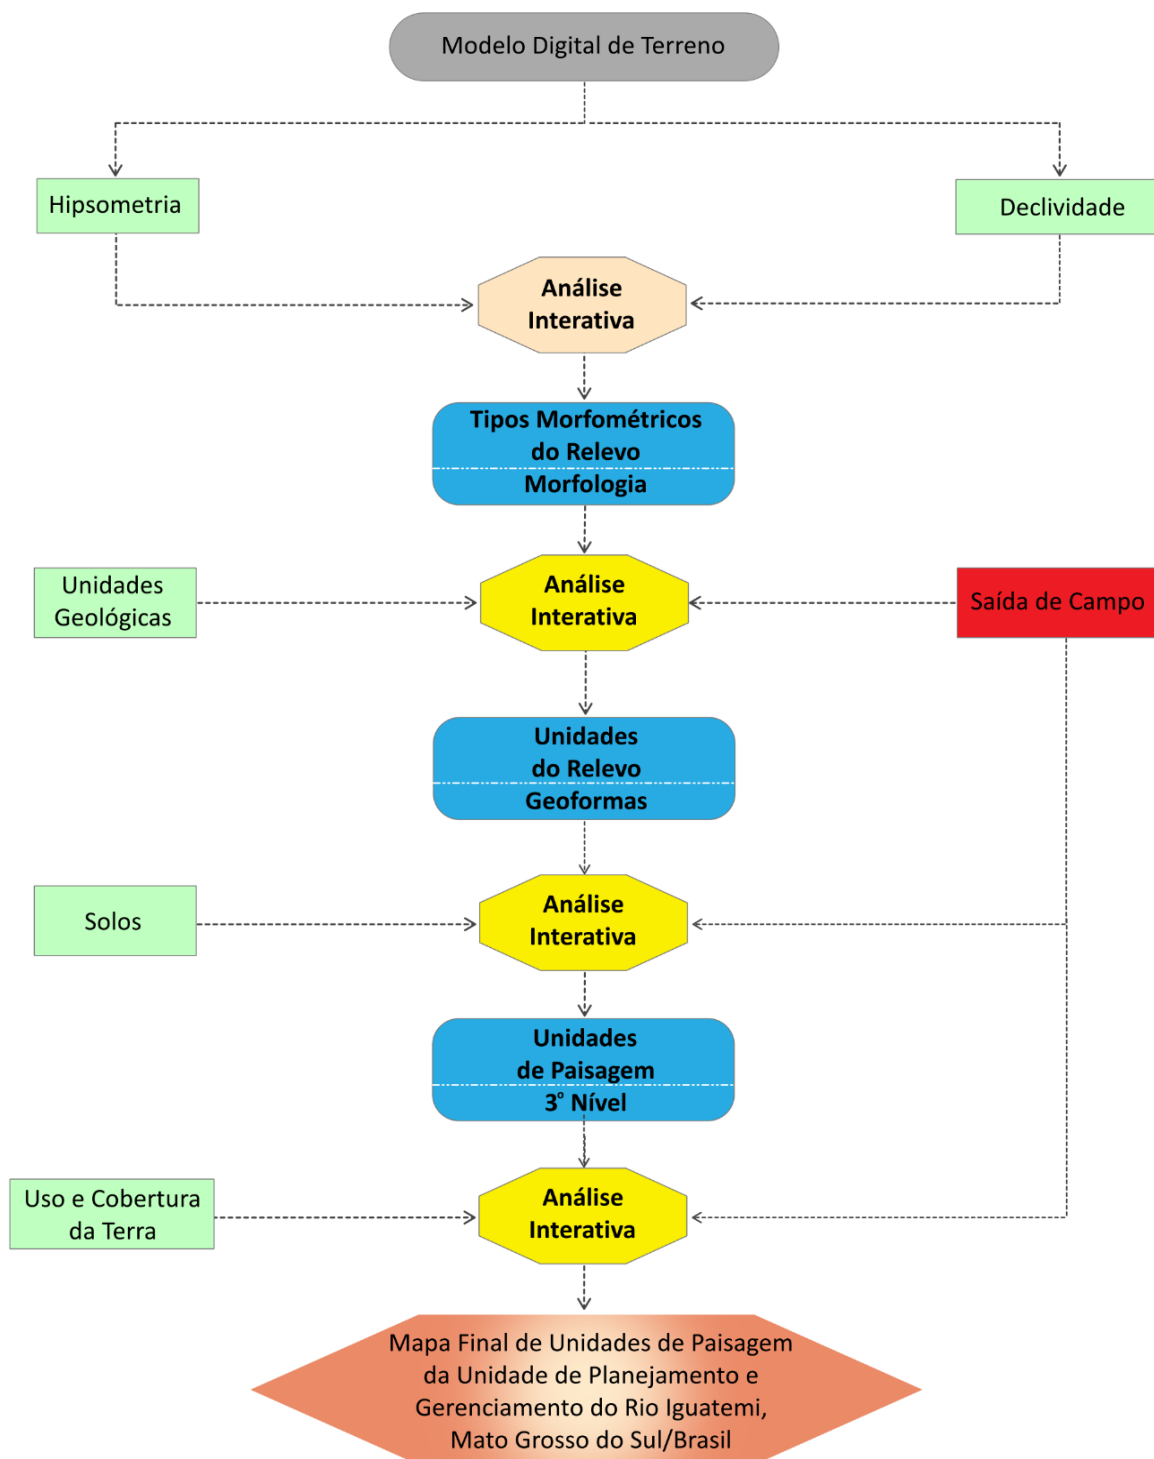 Modelo Digital de Terreno
Hipsometria
Declividade
Análise
Interativa
Tipos Morfométricos
do Relevo
Morfologia
Unidades
Geológicas
Análise
Interativa
Saída de Campo
Unidades
do Relevo
Geoformas
Solos
Análise
Interativa
Unidades
de Paisagem
3º Nível
Uso e Cobertura
da Terra
Análise
Interativa
Mapa Final de Unidades de Paisagem
da Unidade de Planejamento e
Gerenciamento do Rio Iguatemi,
Mato Grosso do Sul/Brasil